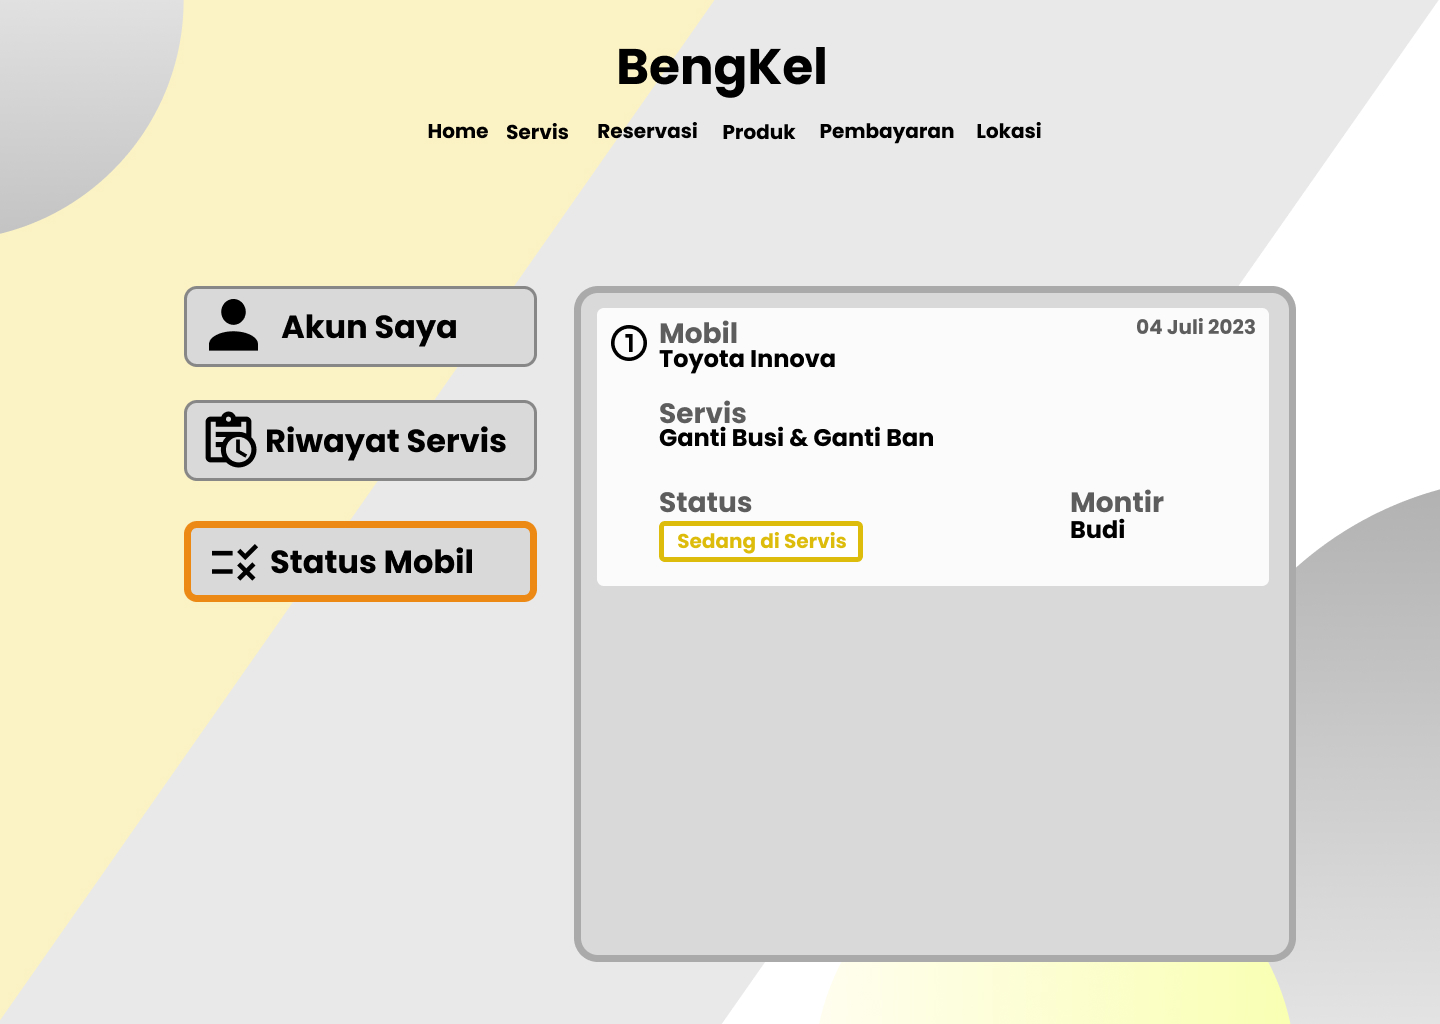 BengKel
Home Servis Reservasi Produk Pembayaran Lokasi
Akun Saya
Riwayat Servis
Status Mobil
1 Mobil
04 Juli 2023
Toyota Innova
Servis
Ganti Busi & Ganti Ban
Status
Sedang di Servis
Montir
Budi